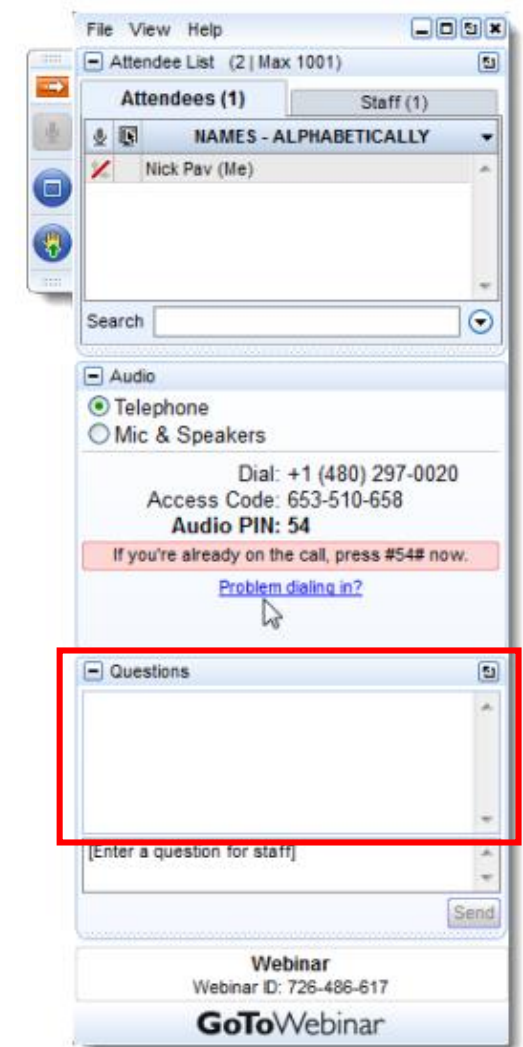 File View Help
Attendee List (2 | Max 1001)
Attendees (1) Staff (1)
NAMES - ALPHABETICALLY
Nick Pav (Me)
Search
Audio
Telephone
Mic & Speakers
Dial: +1 (480) 297-0020
Access Code: 653-510-658
Audio PIN: 54
If you're already on the call, press #54# now.
Problem dialing in?
Questions
[Enter a question for staff]
Send
Webinar
Webinar ID: 726-486-617
GoToWebinar